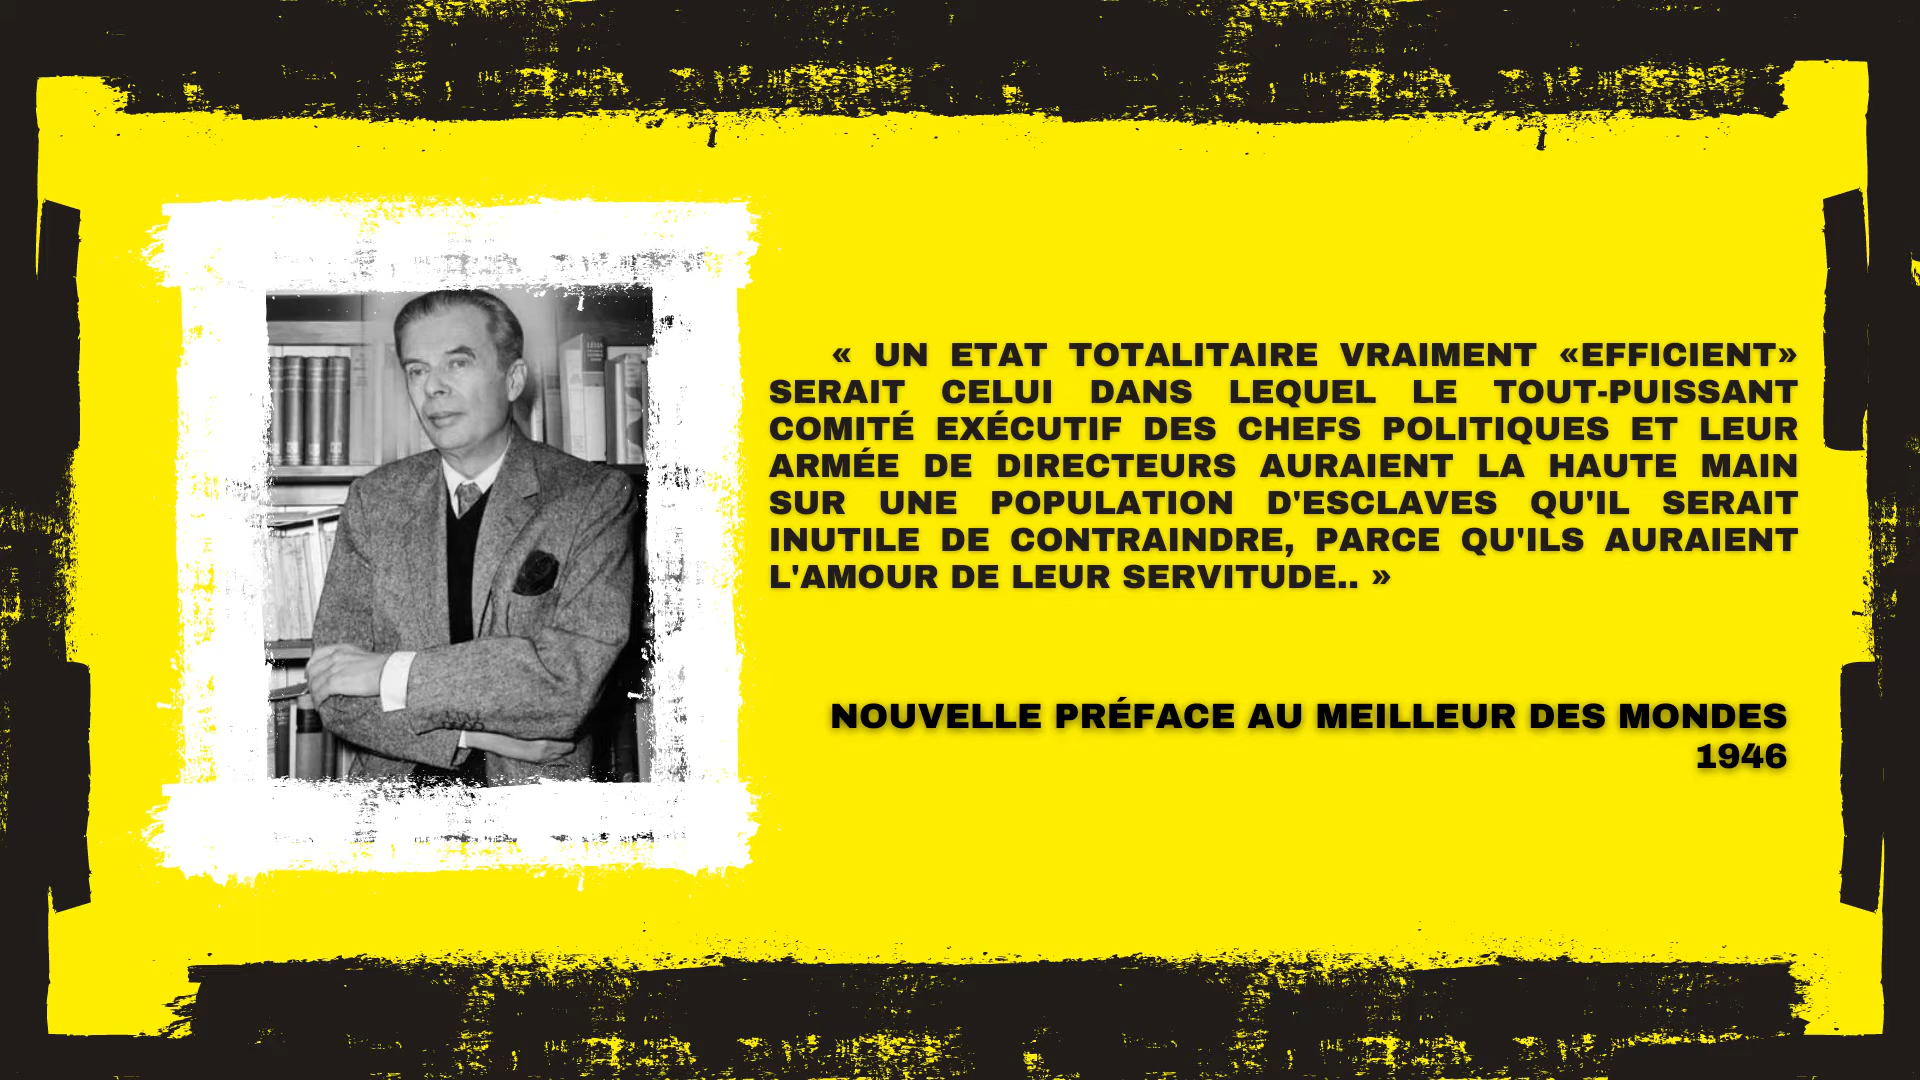 « UN ETAT TOTALITAIRE VRAIMENT «EFFICIENT»
SERAIT CELUI DANS LEQUEL LE TOUT-PUISSANT
COMITÉ EXÉCUTIF DES CHEFS POLITIQUES ET LEUR
ARMÉE DE DIRECTEURS AURAIENT LA HAUTE MAIN
SUR UNE POPULATION D'ESCLAVES QU'IL SERAIT
INUTILE DE CONTRAINDRE, PARCE QU'ILS AURAIENT
L'AMOUR DE LEUR SERVITUDE.. »
NOUVELLE PRÉFACE AU MEILLEUR DES MONDES
1946